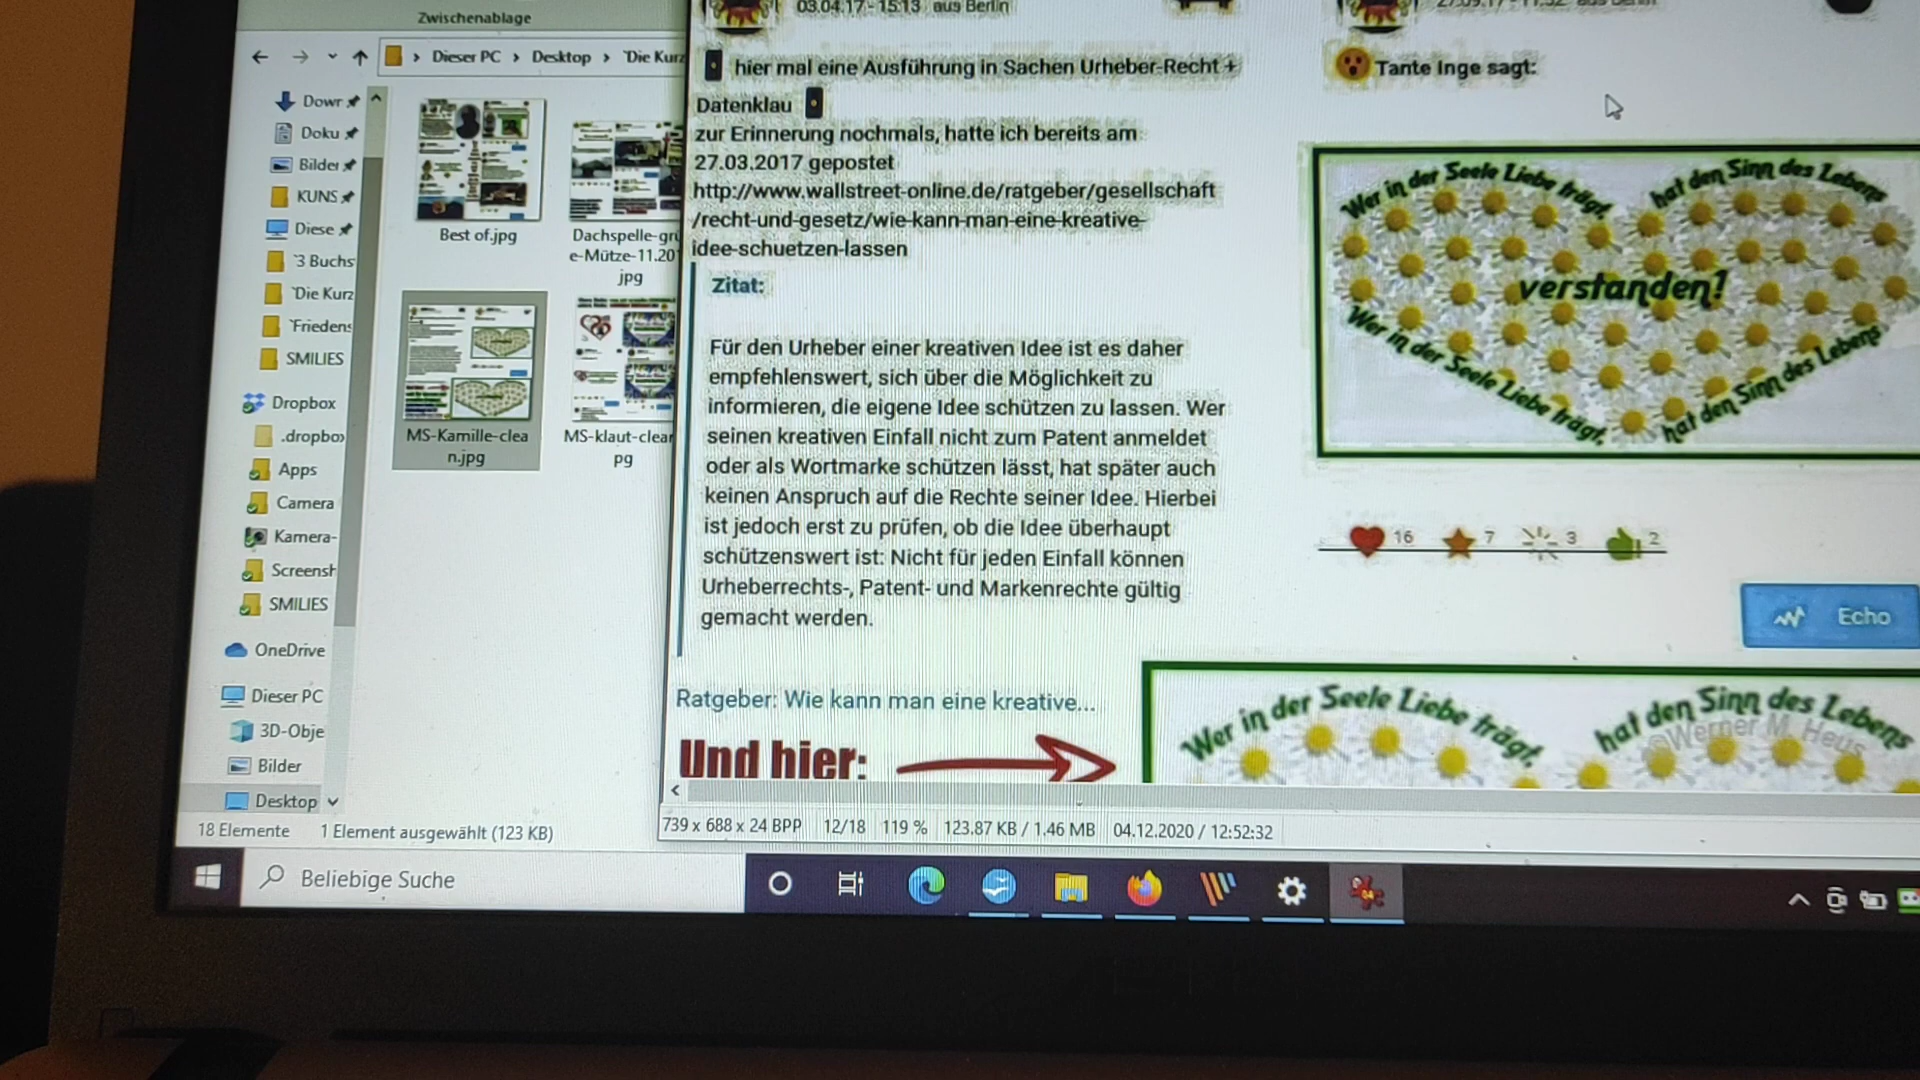 Zwischenablage
Dieser PC > Desktop > `Die Kurz
Dowr
Doku
Bilder
KUNS
Diese
`3 Buchs
`Die Kurz
`Friedens
SMILIES
Dropbox
.dropbo
Apps
Camera
Kamera-
Screensh
SMILIES
OneDrive
Dieser PC
3D-Obje
Bilder
Desktop
Best of.jpg
Dachspelle-grü
e-Mütze-11.20
jpg
MS-Kamille-clea
n.jpg
MS-klaut-clean
pg
18 Elemente 1 Element ausgewählt (123 KB)
03.04.17 - 15:13 aus Berlin
hier mal eine Ausführung in Sachen Urheber-Recht +
Datenklau
zur Erinnerung nochmals, hatte ich bereits am
27.03.2017 gepostet
http://www.wallstreet-online.de/ratgeber/gesellschaft
/recht-und-gesetz/wie-kann-man-eine-kreative-
idee-schuetzen-lassen
Zitat:
Für den Urheber einer kreativen Idee ist es daher
empfehlenswert, sich über die Möglichkeit zu
informieren, die eigene Idee schützen zu lassen. Wer
seinen kreativen Einfall nicht zum Patent anmeldet
oder als Wortmarke schützen lässt, hat später auch
keinen Anspruch auf die Rechte seiner Idee. Hierbei
ist jedoch erst zu prüfen, ob die Idee überhaupt
schützenswert ist: Nicht für jeden Einfall können
Urheberrechts-, Patent- und Markenrechte gültig
gemacht werden.
Ratgeber: Wie kann man eine kreative...
Und hier:
Tante Inge sagt:
Wer in der Seele Liebe trägt, hat den Sinn des Lebens
verstanden!
Wer in der Seele Liebe trägt, hat den Sinn des Lebens
16 7 3 2
Echo
Wer in der Seele Liebe trägt, hat den Sinn des Lebens
©Werner M. Heus
739 x 688 x 24 BPP 12/18 119 % 123.87 KB / 1.46 MB 04.12.2020 / 12:52:32
Beliebige Suche